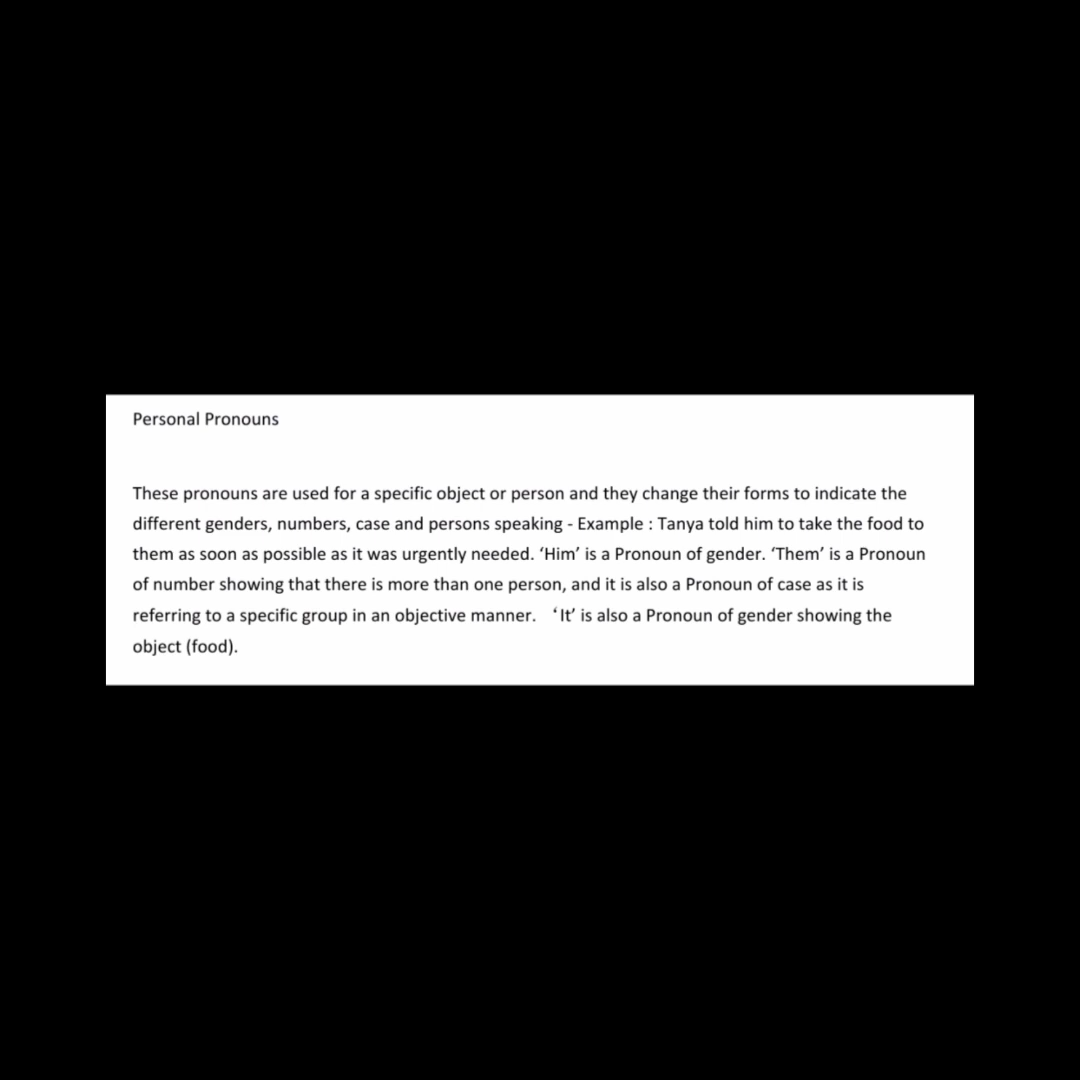 Personal Pronouns
These pronouns are used for a specific object or person and they change their forms to indicate the
different genders, numbers, case and persons speaking - Example : Tanya told him to take the food to
them as soon as possible as it was urgently needed. ‘Him’ is a Pronoun of gender. ‘Them’ is a Pronoun
of number showing that there is more than one person, and it is also a Pronoun of case as it is
referring to a specific group in an objective manner.   ‘It’ is also a Pronoun of gender showing the
object (food).